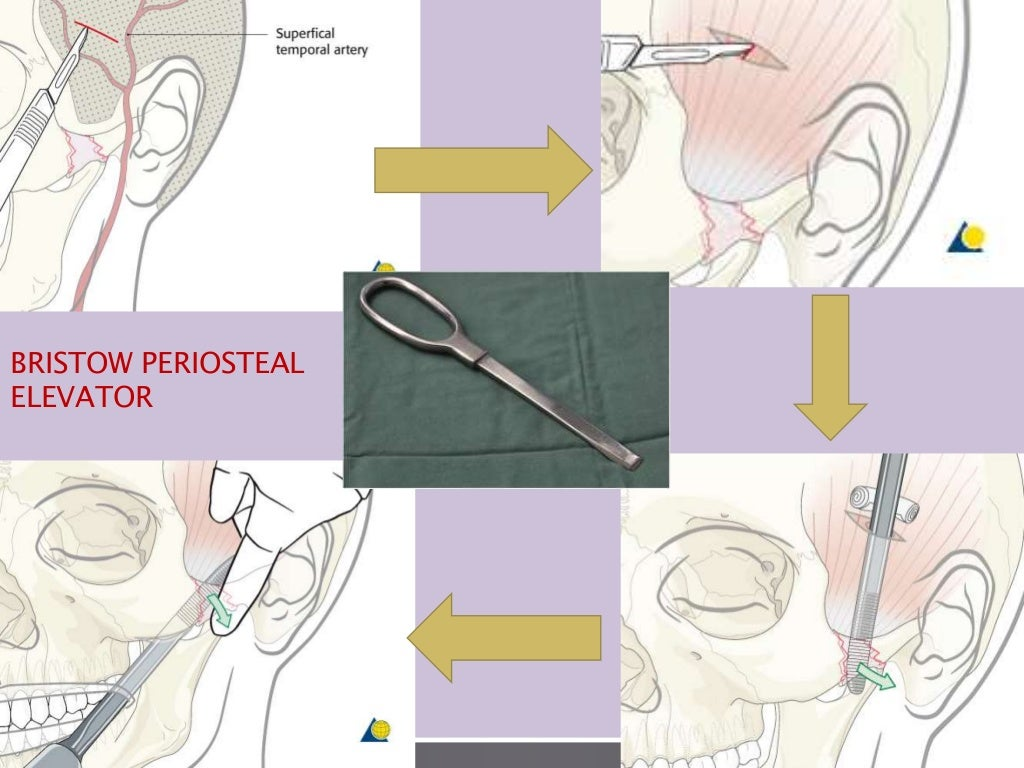 Superfical
temporal artery
BRISTOW PERIOSTEAL
ELEVATOR